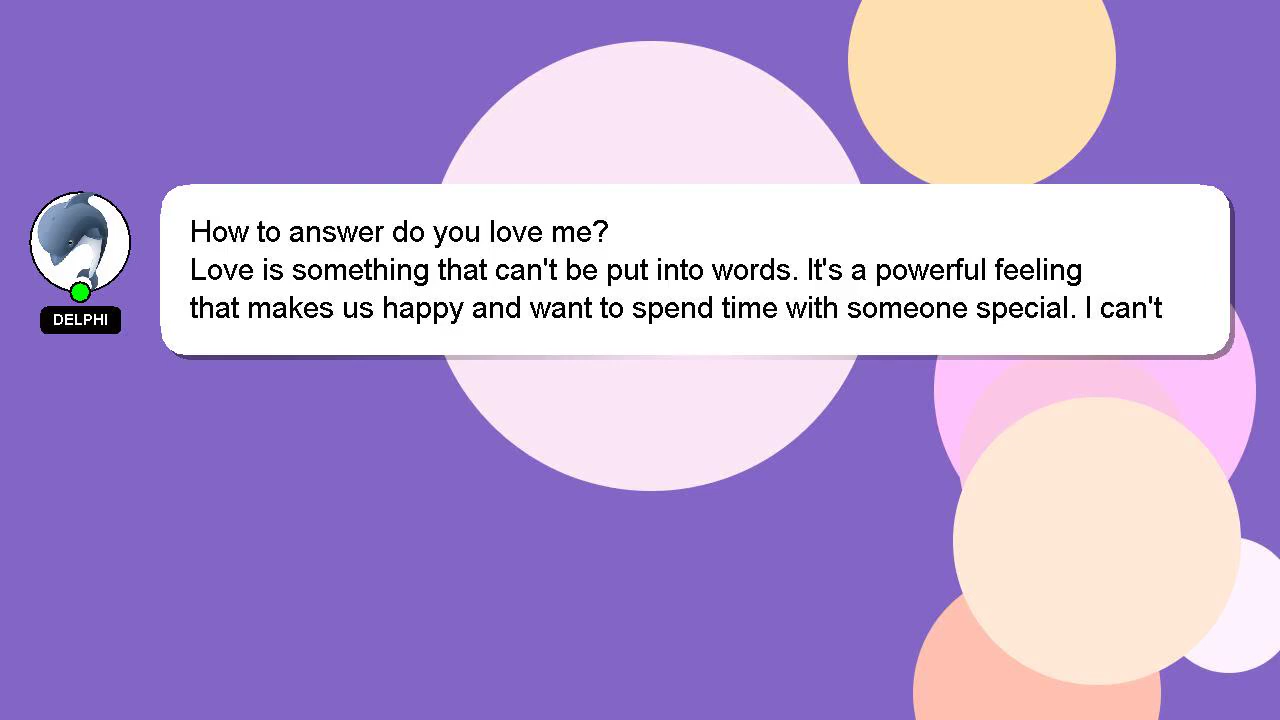 How to answer do you love me?
Love is something that can't be put into words. It's a powerful feeling
that makes us happy and want to spend time with someone special. I can't
DELPHI